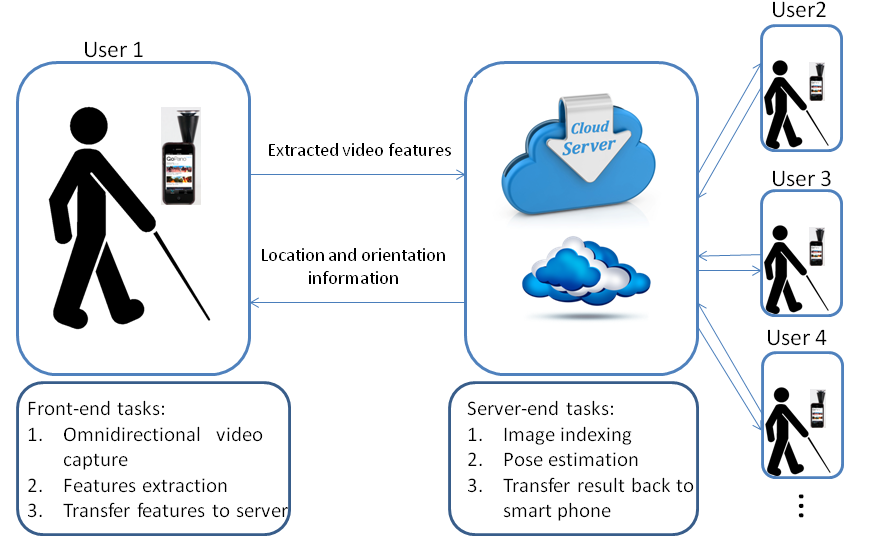 User 1
GoPano
Extracted video features
Location and orientation
information
Cloud
Server
User2
User 3
User 4
Front-end tasks:
1. Omnidirectional video
capture
2. Features extraction
3. Transfer features to server
Server-end tasks:
1. Image indexing
2. Pose estimation
3. Transfer result back to
smart phone